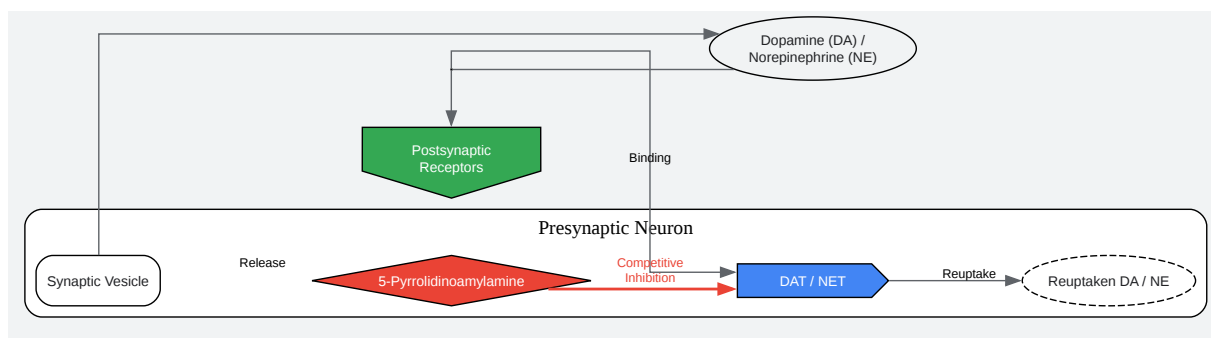 Dopamine (DA) /
Norepinephrine (NE)
Postsynaptic
Receptors
Binding
Presynaptic Neuron
Synaptic Vesicle
Release
5-Pyrrolidinoamylamine
Competitive
Inhibition
DAT / NET
Reuptake
Reuptaken DA / NE